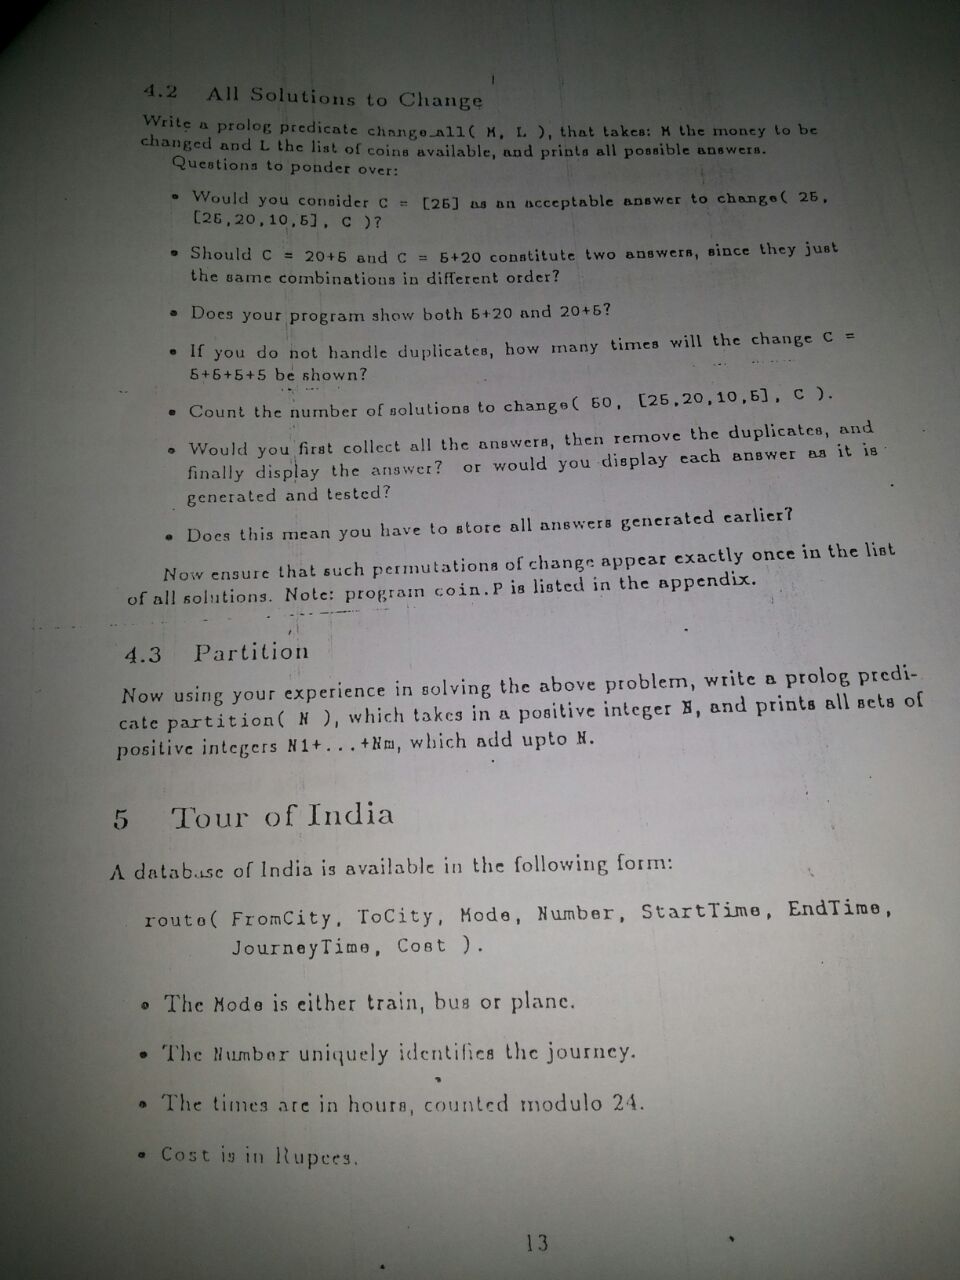 4.2 All Solutions to Change
Write a prolog predicate change_all( M, L ), that takes: M the money to be
changed and L the list of coins available, and prints all possible answers.
Questions to ponder over:
• Would you consider C = [25] as an acceptable answer to change( 25,
[25,20,10,5], C )?
• Should C = 20+5 and C = 5+20 constitute two answers, since they just
the same combinations in different order?
• Does your program show both 5+20 and 20+5?
• If you do not handle duplicates, how many times will the change C =
5+5+5+5 be shown?
• Count the number of solutions to change( 50, [25,20,10,5], C ).
• Would you first collect all the answers, then remove the duplicates, and
finally display the answer? or would you display each answer as it is
generated and tested?
• Does this mean you have to store all answers generated earlier?
Now ensure that such permutations of change appear exactly once in the list
of all solutions. Note: program coin.P is listed in the appendix.
4.3 Partition
Now using your experience in solving the above problem, write a prolog predi-
cate partition( N ), which takes in a positive integer N, and prints all sets of
positive integers N1+...+Nm, which add upto N.
5 Tour of India
A database of India is available in the following form:
route( FromCity, ToCity, Mode, Number, StartTime, EndTime,
JourneyTime, Cost ).
• The Mode is either train, bus or plane.
• The Number uniquely identifies the journey.
• The times are in hours, counted modulo 24.
• Cost is in Rupees.
13